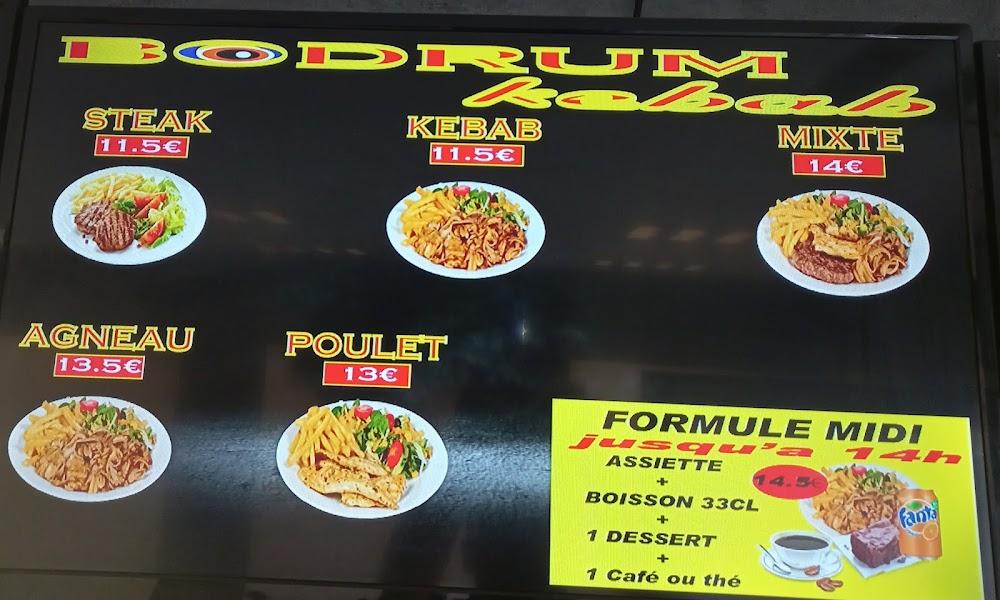 BODRUM
kebab
STEAK
11.5€
KEBAB
11.5€
MIXTE
14€
AGNEAU
13.5€
POULET
13€
FORMULE MIDI
jusqu'a 14h
ASSIETTE
+
BOISSON 33CL
+
1 DESSERT
+
1 Café ou thé
14.5€
fanta